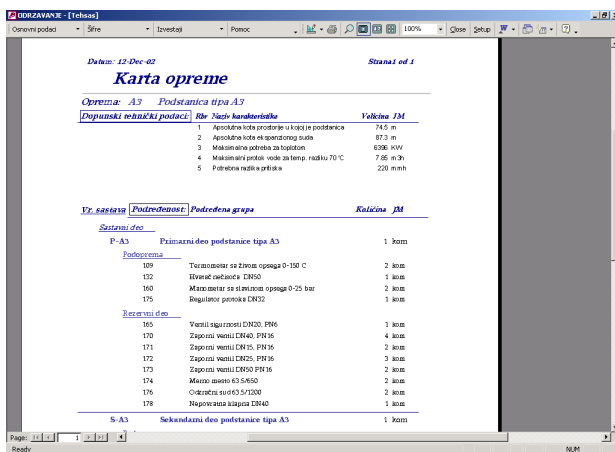 ODRZAVANJE - [Tehsas]
Osnovni podaci Šifre Izvestaji Pomoc 100% Close Setup
Datum: 12-Dec-02 Strana1 od 1
Karta opreme
Oprema: A3 Podstanica tipa A3
Dopunski tehnički podaci: Rbr Naziv karakteristike Velicina JM
1 Apsolutna kota prostorije u kojoj je podstanica 74.5 m
2 Apsolutna kota ekspanzionog suda 87.3 m
3 Maksimalna potreba za toplotom 6396 KW
4 Maksimalni protok vode za temp. razliku 70°C 7.85 m3h
5 Potrebna razlika pritiska 220 mmh
Vr. sastava Podređenost: Podređena grupa Količina JM
Sastavni deo
P-A3 Primarni deo podstanice tipa A3 1 kom
Podoprema
109 Termometar sa živom opsega 0-150 C 2 kom
132 Hvatač nečisoća DN50 1 kom
160 Manometar sa slavinom opsega 0-25 bar 2 kom
175 Regulator protoka DN32 1 kom
Rezervni deo
165 Ventil sigurnosti DN20, PN6 1 kom
170 Zaporni ventil DN40, PN16 4 kom
171 Zaporni ventil DN15, PN16 2 kom
172 Zaporni ventil DN25, PN16 3 kom
173 Zaporni ventil DN50 PN16 2 kom
174 Merno mesto 63.5/650 2 kom
176 Odzračni sud 63.5/1200 2 kom
178 Nepovratna klapna DN40 1 kom
S-A3 Sekundarni deo podstanice tipa A3 1 kom
Page: 1
Ready NUM